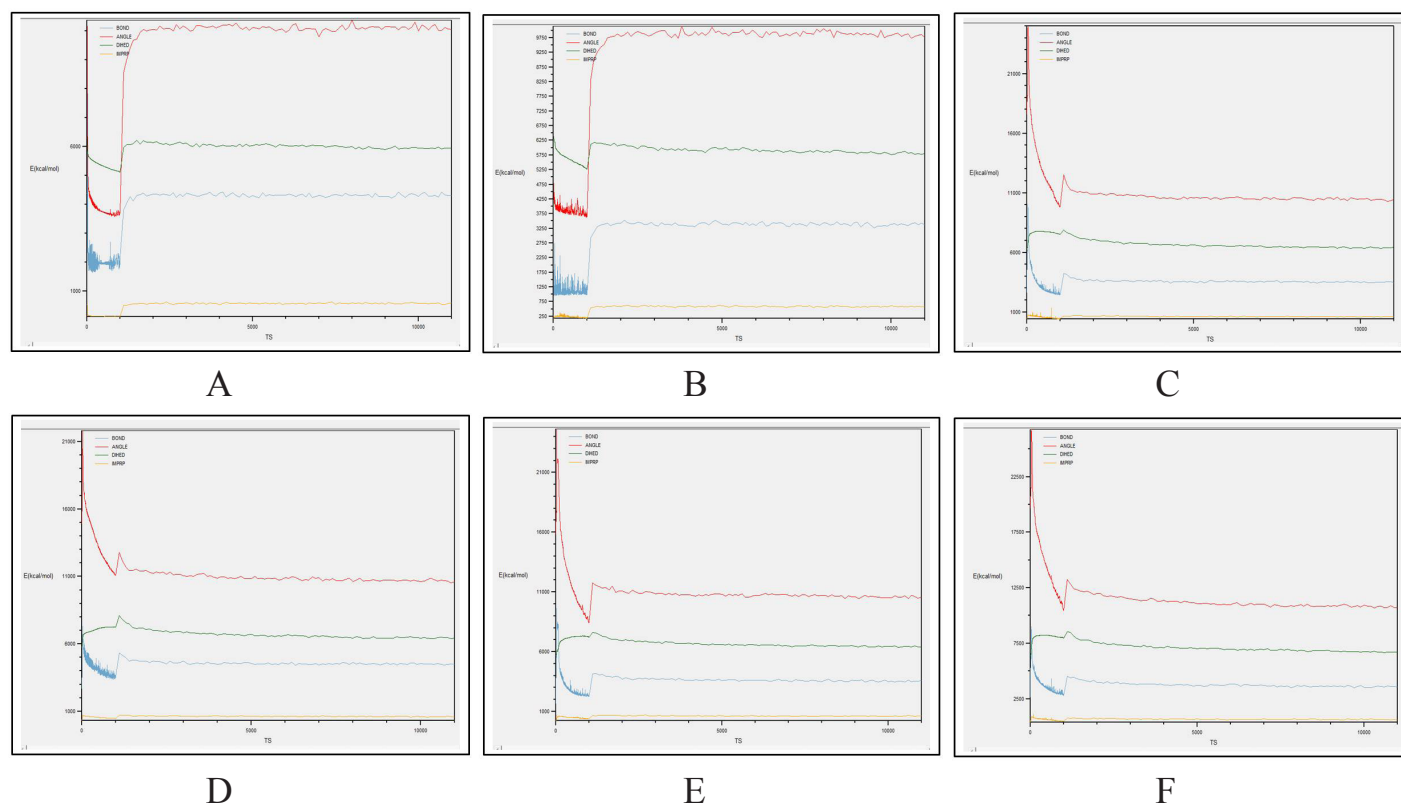 BOND
ANGLE
DIHED
IMPRP
6000
E(kcal/mol)
1000
0
5000
10000
TS
A
BOND
ANGLE
DIHED
IMPRP
9750
9250
8750
8250
7750
7250
6750
6250
5750
E(kcal/mol)
5250
4750
4250
3750
3250
2750
2250
1750
1250
750
250
0
5000
10000
TS
B
BOND
ANGLE
DIHED
IMPRP
21000
16000
E(kcal/mol)
11000
6000
1000
0
5000
10000
TS
C
BOND
ANGLE
DIHED
IMPRP
21000
16000
E(kcal/mol)
11000
6000
1000
0
5000
10000
TS
D
BOND
ANGLE
DIHED
IMPRP
21000
16000
E(kcal/mol)
11000
6000
1000
0
5000
10000
TS
E
BOND
ANGLE
DIHED
IMPRP
22500
17500
E(kcal/mol)
12500
7500
2500
0
5000
10000
TS
F